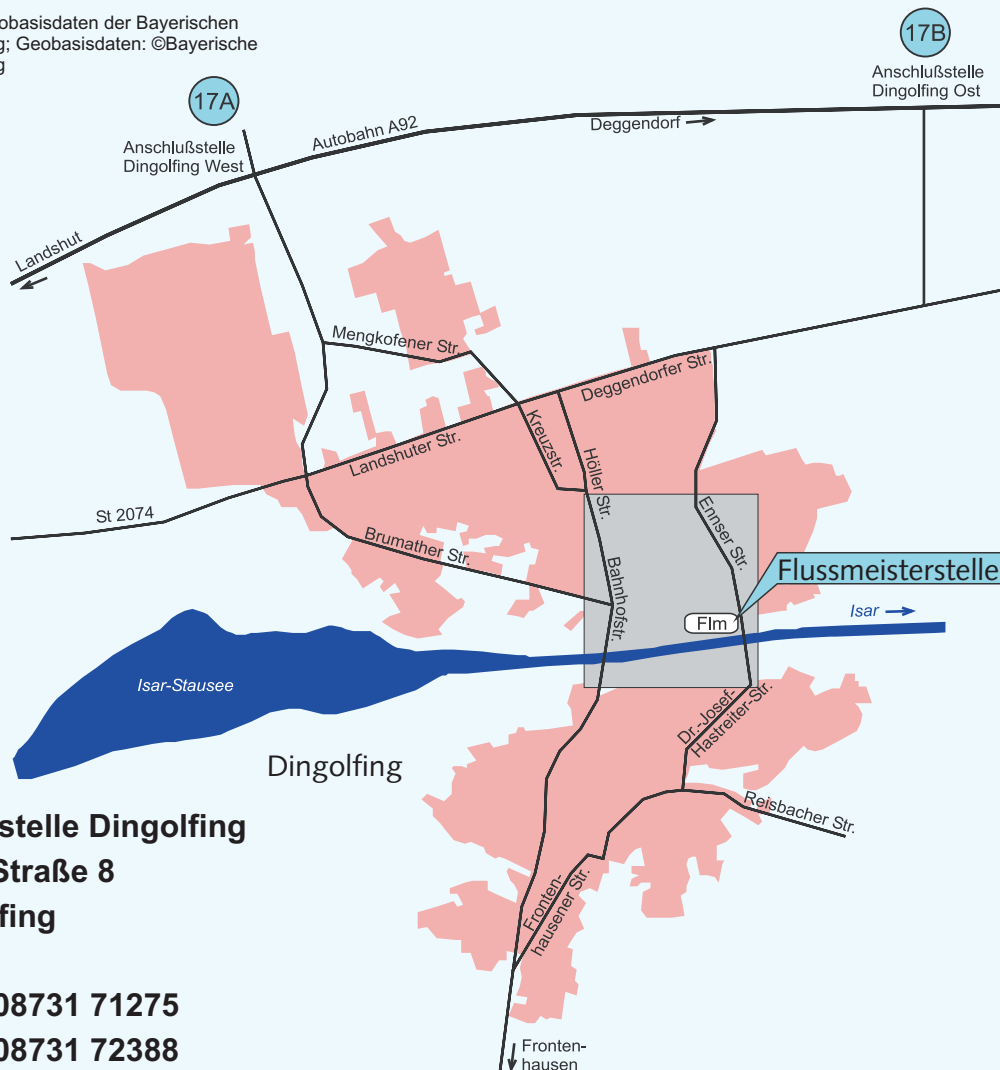 obasisdaten der Bayerischen
g; Geobasisdaten: ©Bayerische
g
17B
Anschlußstelle
Dingolfing Ost
17A
Anschlußstelle
Dingolfing West
Autobahn A92
Deggendorf
Landshut
Mengkofener Str.
Deggendorfer Str.
Landshuter Str.
Kreuzstr.
Höller Str.
St 2074
Brumather Str.
Ennser Str.
Bahnhofstr.
Flussmeisterstelle
Flm
Isar
Isar-Stausee
Dr.-Josef-
Hastreiter-Str.
Dingolfing
Reisbacher Str.
stelle Dingolfing
Straße 8
fing
Fronten-
hausener Str.
08731 71275
08731 72388
Fronten-
hausen